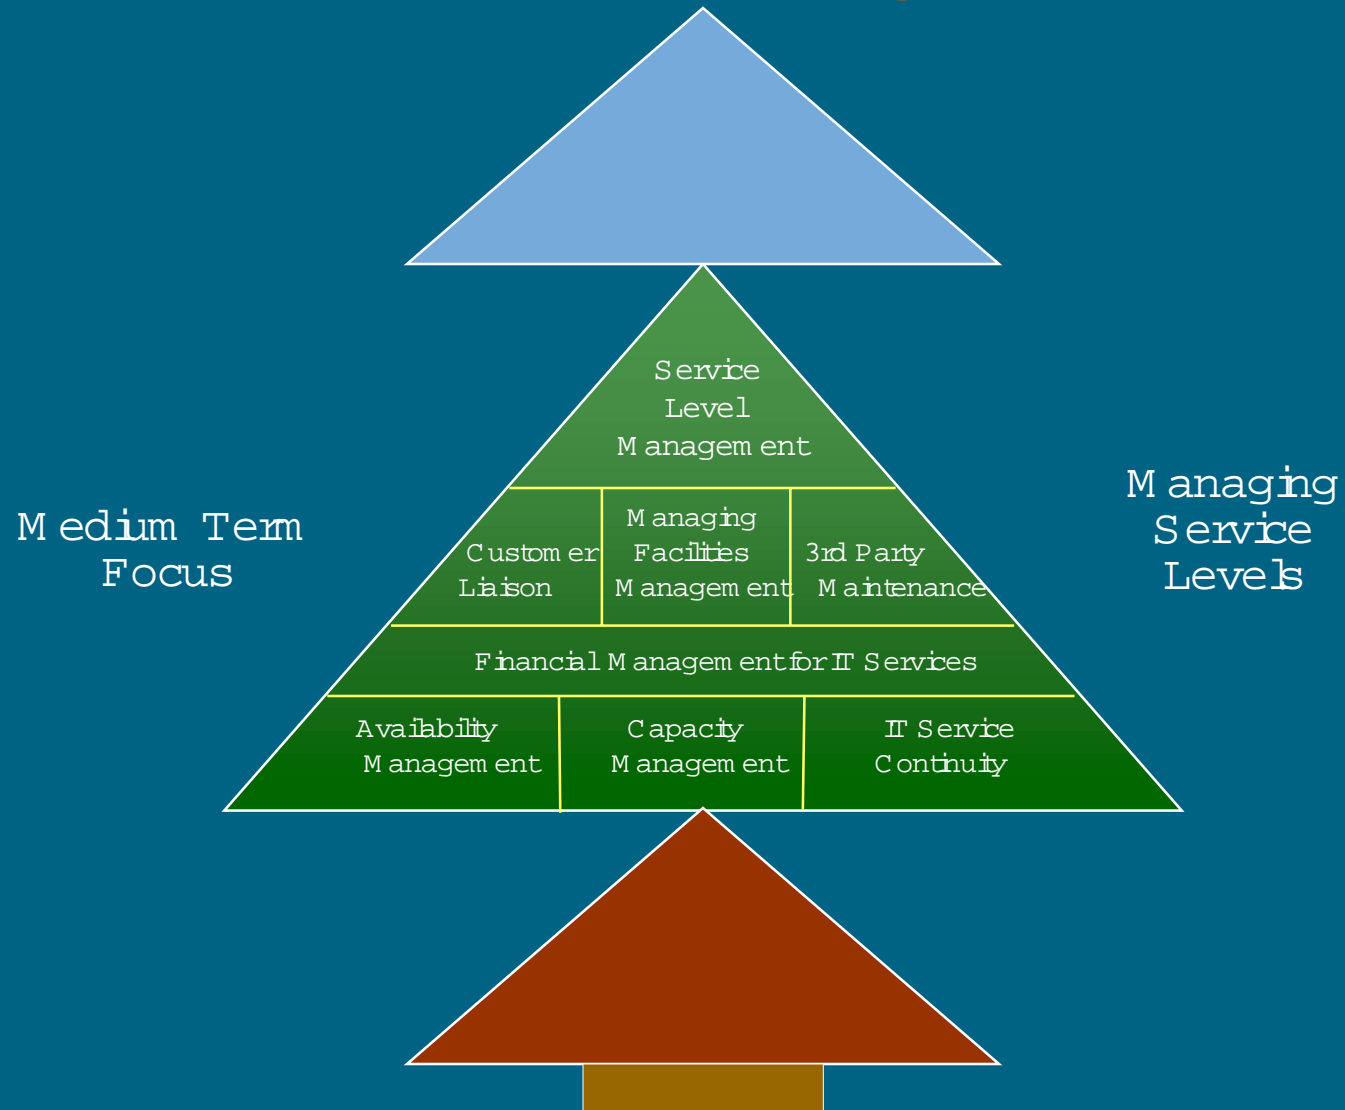 Service
Level
Management
Medium Term
Focus
Managing
Service
Levels
Customer
Liaison
Managing
Facilities
Management
3rd Party
Maintenance
Financial Management for IT Services
Availability
Management
Capacity
Management
IT Service
Continuity